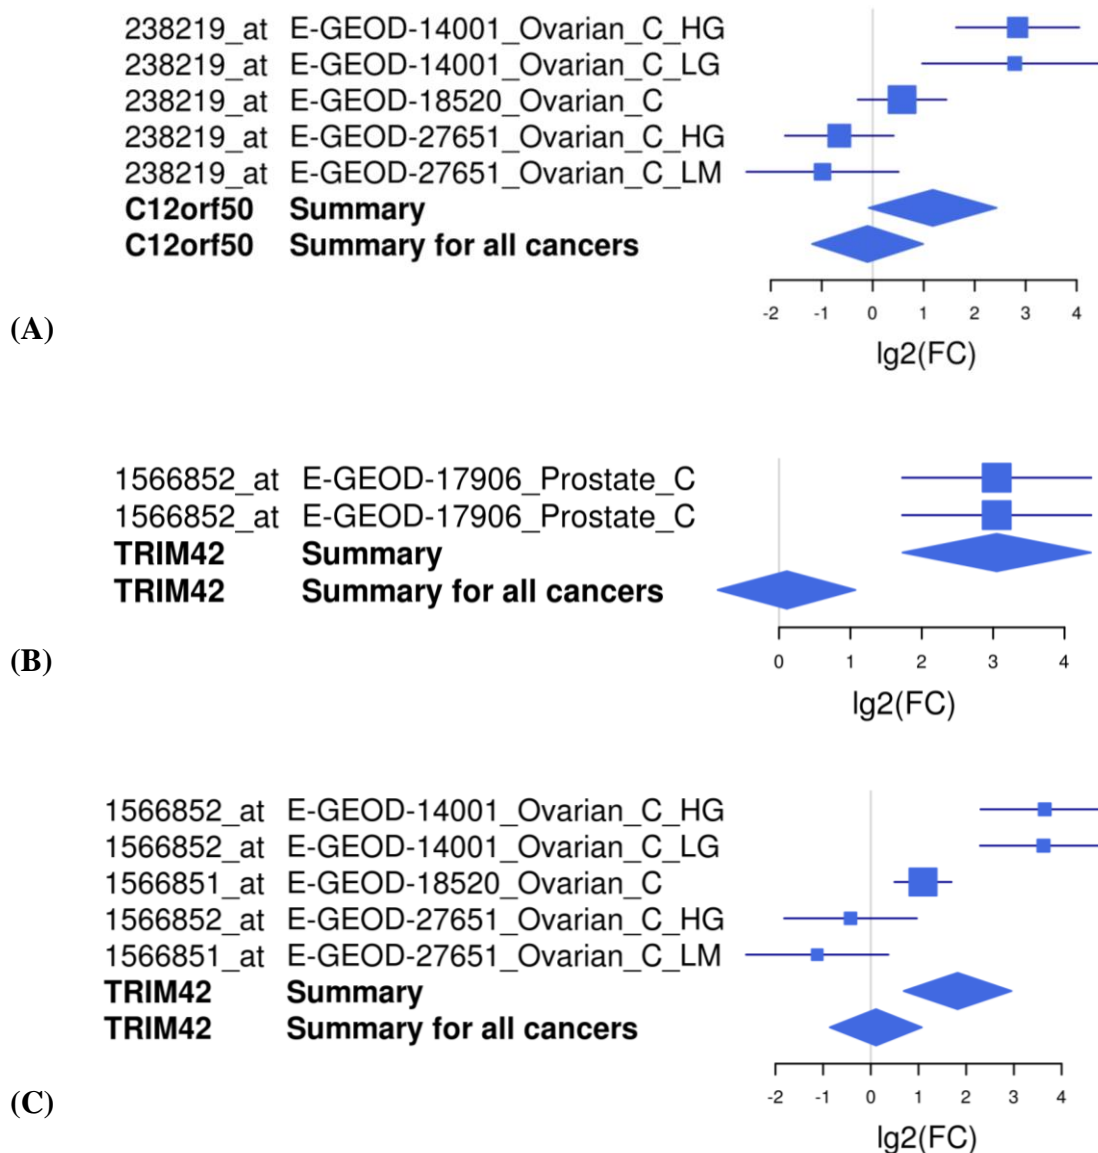 238219_at E-GEOD-14001_Ovarian_C_HG
238219_at E-GEOD-14001_Ovarian_C_LG
238219_at E-GEOD-18520_Ovarian_C
238219_at E-GEOD-27651_Ovarian_C_HG
238219_at E-GEOD-27651_Ovarian_C_LM
C12orf50 Summary
C12orf50 Summary for all cancers
-2 -1 0 1 2 3 4
lg2(FC)
(A)
1566852_at E-GEOD-17906_Prostate_C
1566852_at E-GEOD-17906_Prostate_C
TRIM42 Summary
TRIM42 Summary for all cancers
0 1 2 3 4
lg2(FC)
(B)
1566852_at E-GEOD-14001_Ovarian_C_HG
1566852_at E-GEOD-14001_Ovarian_C_LG
1566851_at E-GEOD-18520_Ovarian_C
1566852_at E-GEOD-27651_Ovarian_C_HG
1566851_at E-GEOD-27651_Ovarian_C_LM
TRIM42 Summary
TRIM42 Summary for all cancers
-2 -1 0 1 2 3 4
lg2(FC)
(C)